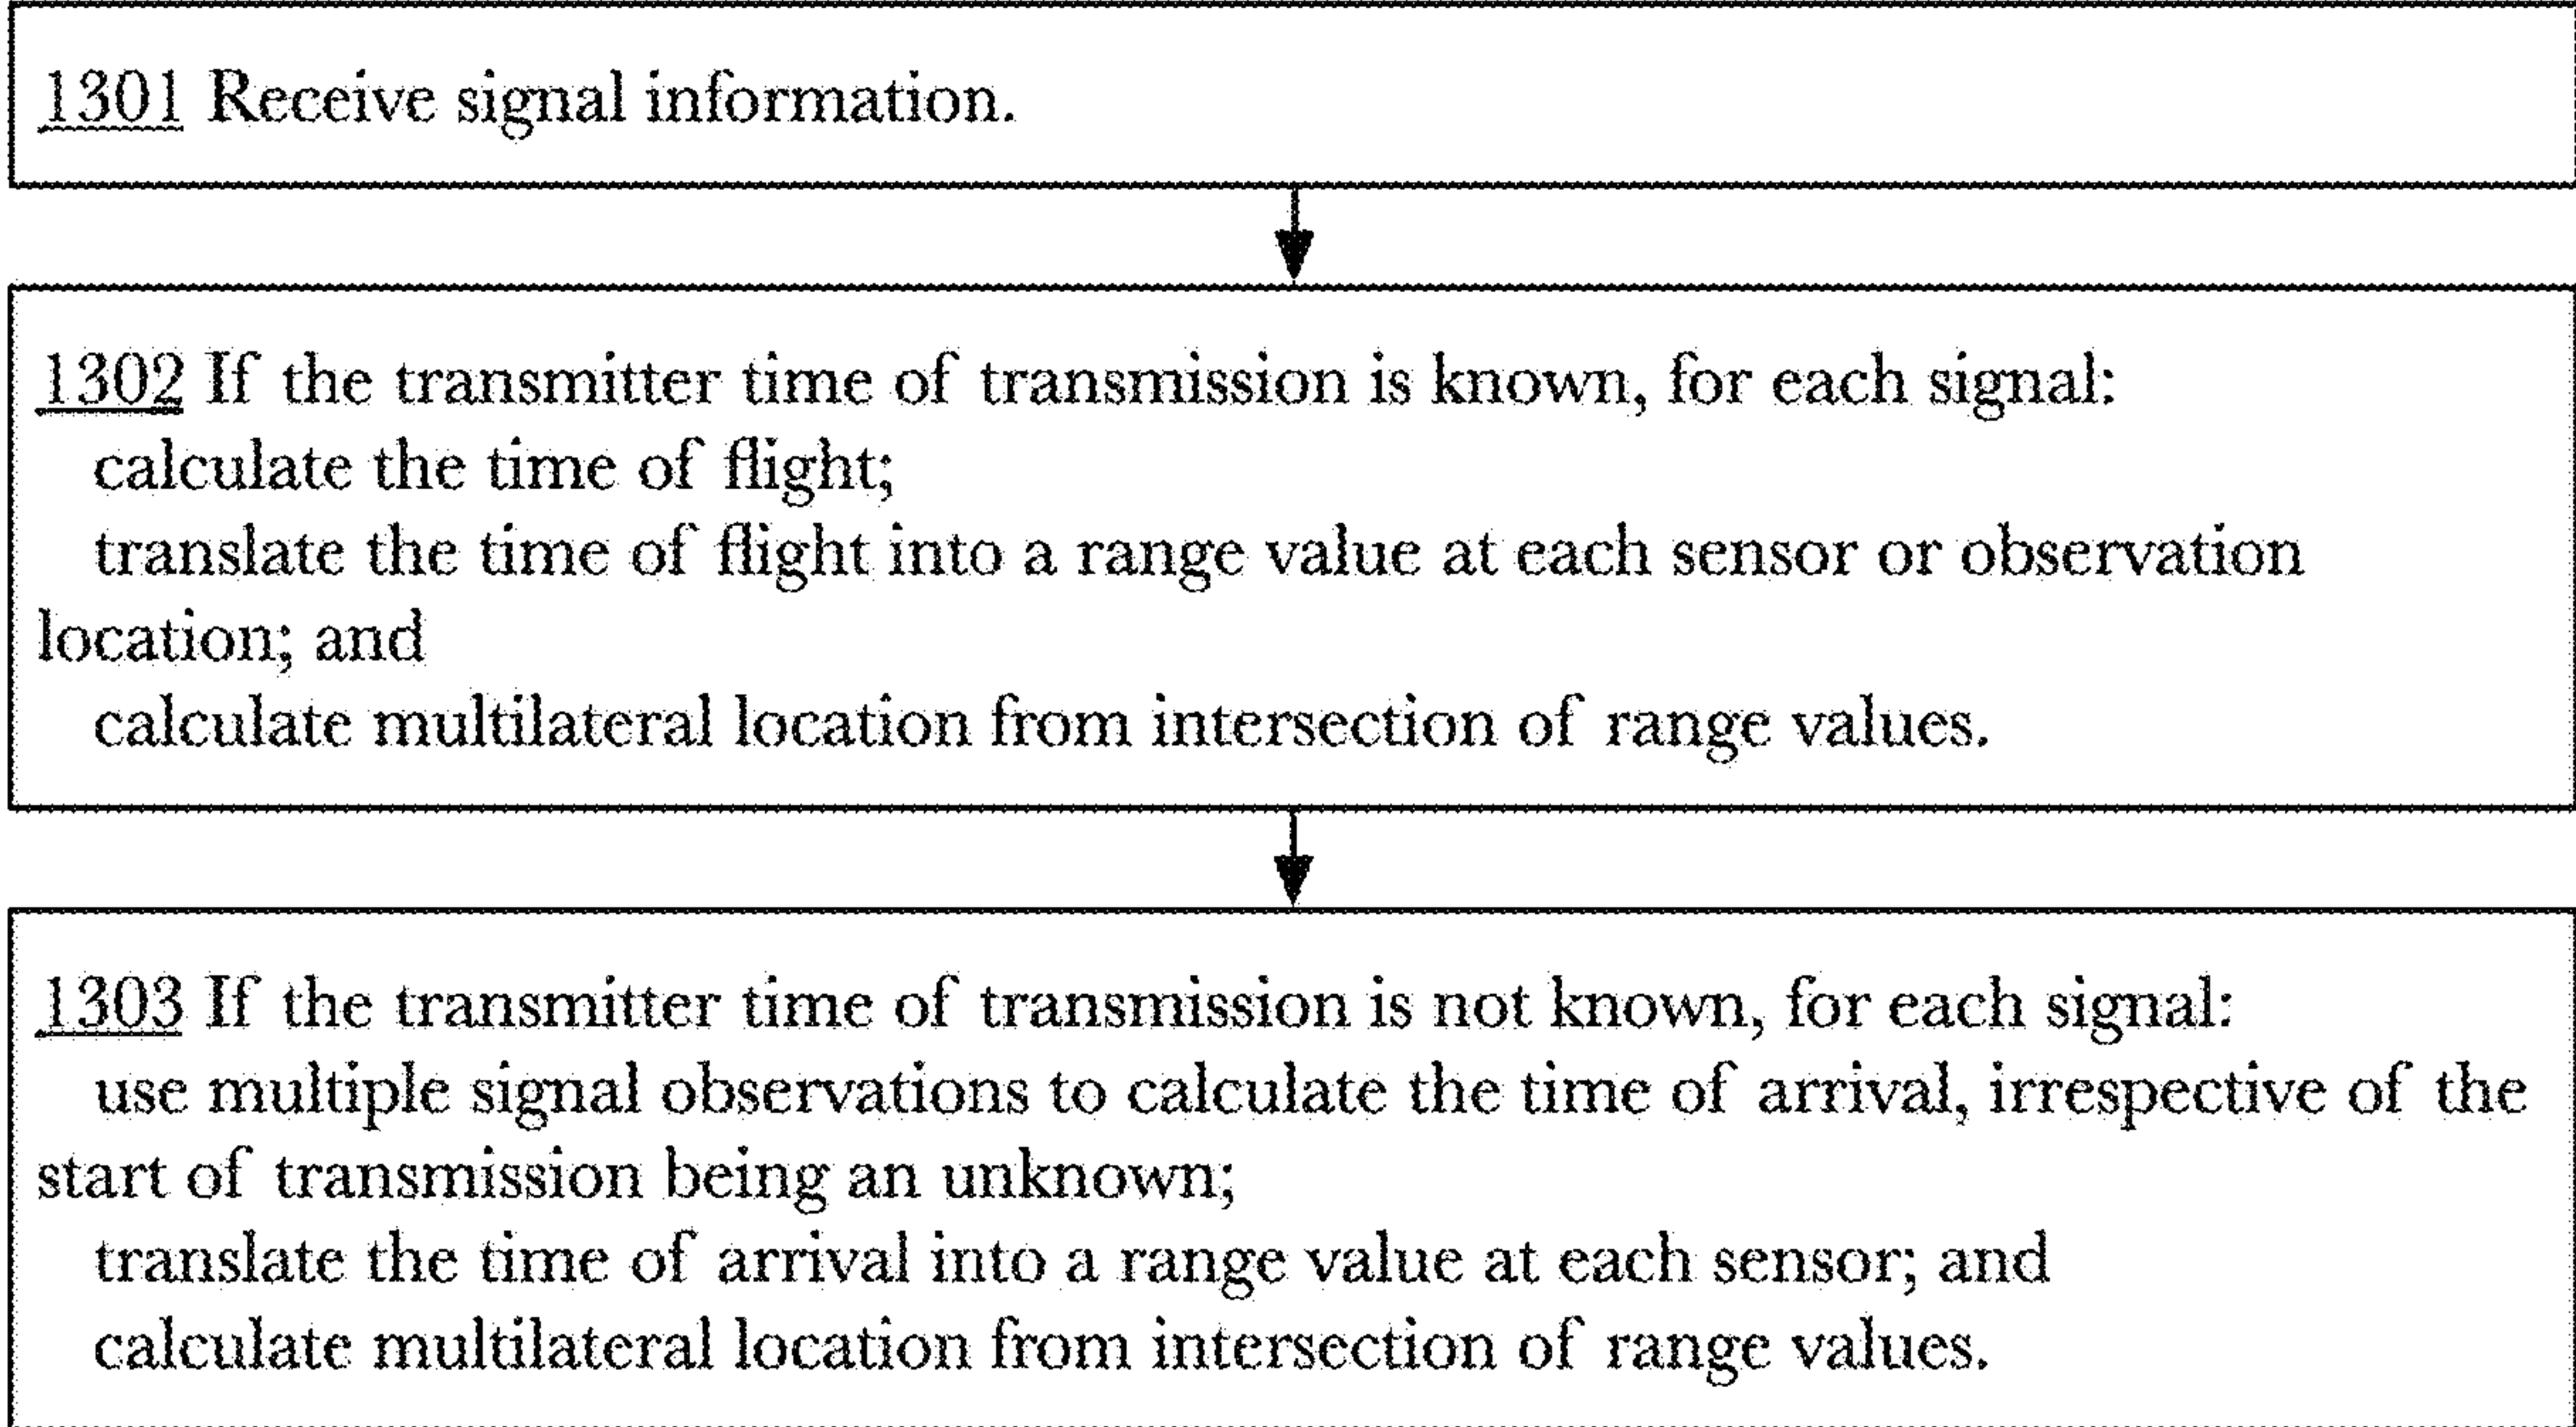 1301 Receive signal information.
1302 If the transmitter time of transmission is known, for each signal:
calculate the time of flight;
translate the time of flight into a range value at each sensor or observation
location; and
calculate multilateral location from intersection of range values.
1303 If the transmitter time of transmission is not known, for each signal:
use multiple signal observations to calculate the time of arrival, irrespective of the
start of transmission being an unknown;
translate the time of arrival into a range value at each sensor; and
calculate multilateral location from intersection of range values.